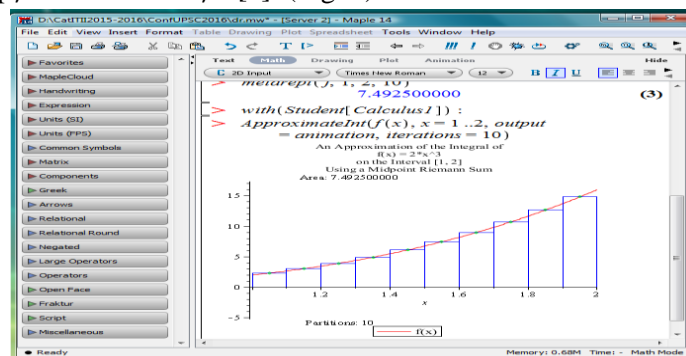 D:\CatITII2015-2016\ConfUPSC2016\dr.mw* - [Server 2] - Maple 14
File Edit View Insert Format Table Drawing Plot Spreadsheet Tools Window Help
Text Math Drawing Plot Animation Hide
2D Input Times New Roman 12 B I U
Favorites
MapleCloud
Handwriting
Expression
Units (SI)
Units (FPS)
Common Symbols
Matrix
Components
Greek
Arrows
Relational
Relational Round
Negated
Large Operators
Operators
Open Face
Fraktur
Script
Miscellaneous
7.492500000 (3)
> with(Student[Calculus1]) :
> ApproximateInt(f(x), x = 1 ..2, output
= animation, iterations = 10)
An Approximation of the Integral of
f(x) = 2*x^3
on the Interval [1, 2]
Using a Midpoint Riemann Sum
Area: 7.492500000
15
10
5
0
-5
1.2 1.4 1.6 1.8 2
x
Partitions: 10
f(x)
Ready Memory: 0.68M Time: - Math Mode